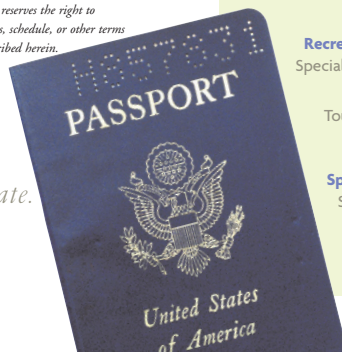 reserves the right to
s, schedule, or other terms
ribed herein.
PASSPORT
United States
of America
ate.
Recre
Special
To
Sp
S